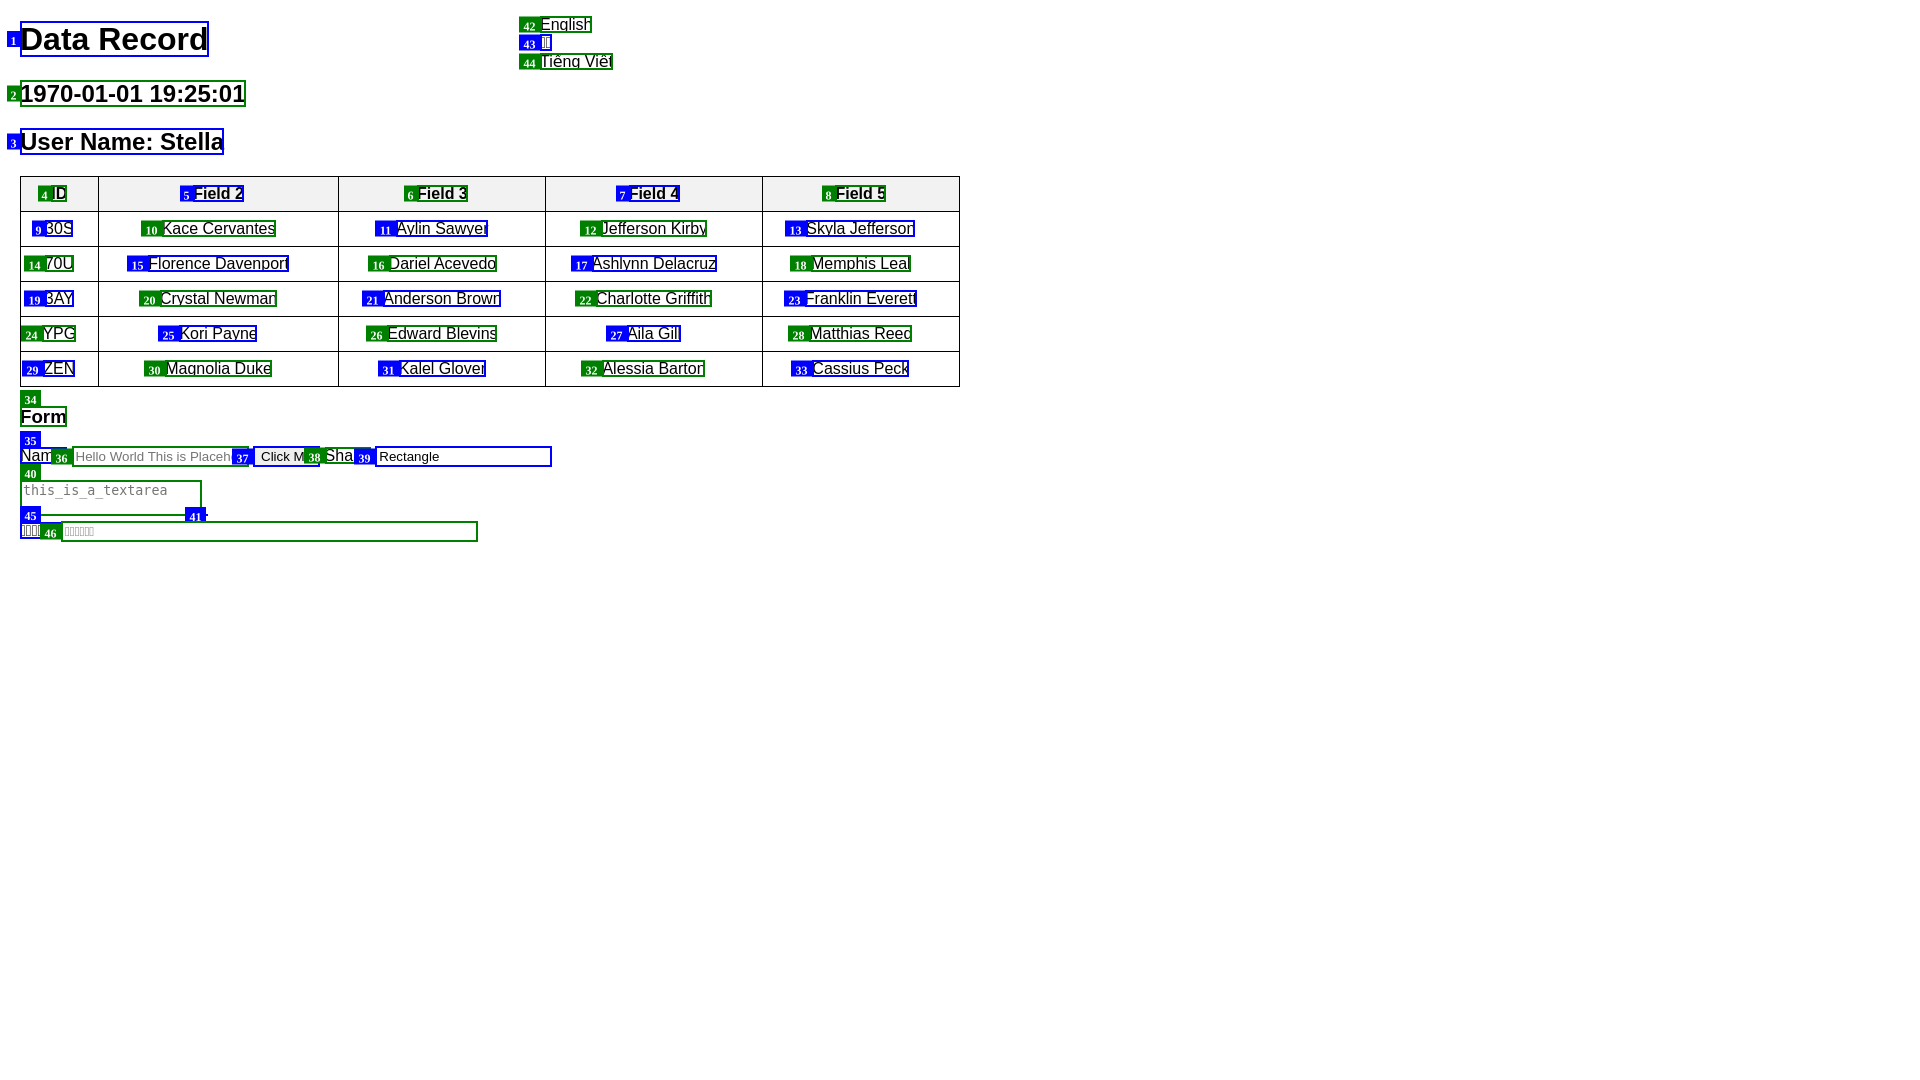 1 Data Record
42 English
43
44 Tiếng Việt
2 1970-01-01 19:25:01
3 User Name: Stella
4 ID 5 Field 2 6 Field 3 7 Field 4 8 Field 5
9 30S 10 Kace Cervantes 11 Aylin Sawyer 12 Jefferson Kirby 13 Skyla Jefferson
14 70U 15 Florence Davenport 16 Dariel Acevedo 17 Ashlynn Delacruz 18 Memphis Leal
19 3AY 20 Crystal Newman 21 Anderson Brown 22 Charlotte Griffith 23 Franklin Everett
24 YPG 25 Kori Payne 26 Edward Blevins 27 Aila Gill 28 Matthias Reed
29 ZEN 30 Magnolia Duke 31 Kalel Glover 32 Alessia Barton 33 Cassius Peck
34
Form
35
Nam 36 Hello World This is Placeh 37 Click M 38 Sha 39 Rectangle
40
this_is_a_textarea
45 41
46